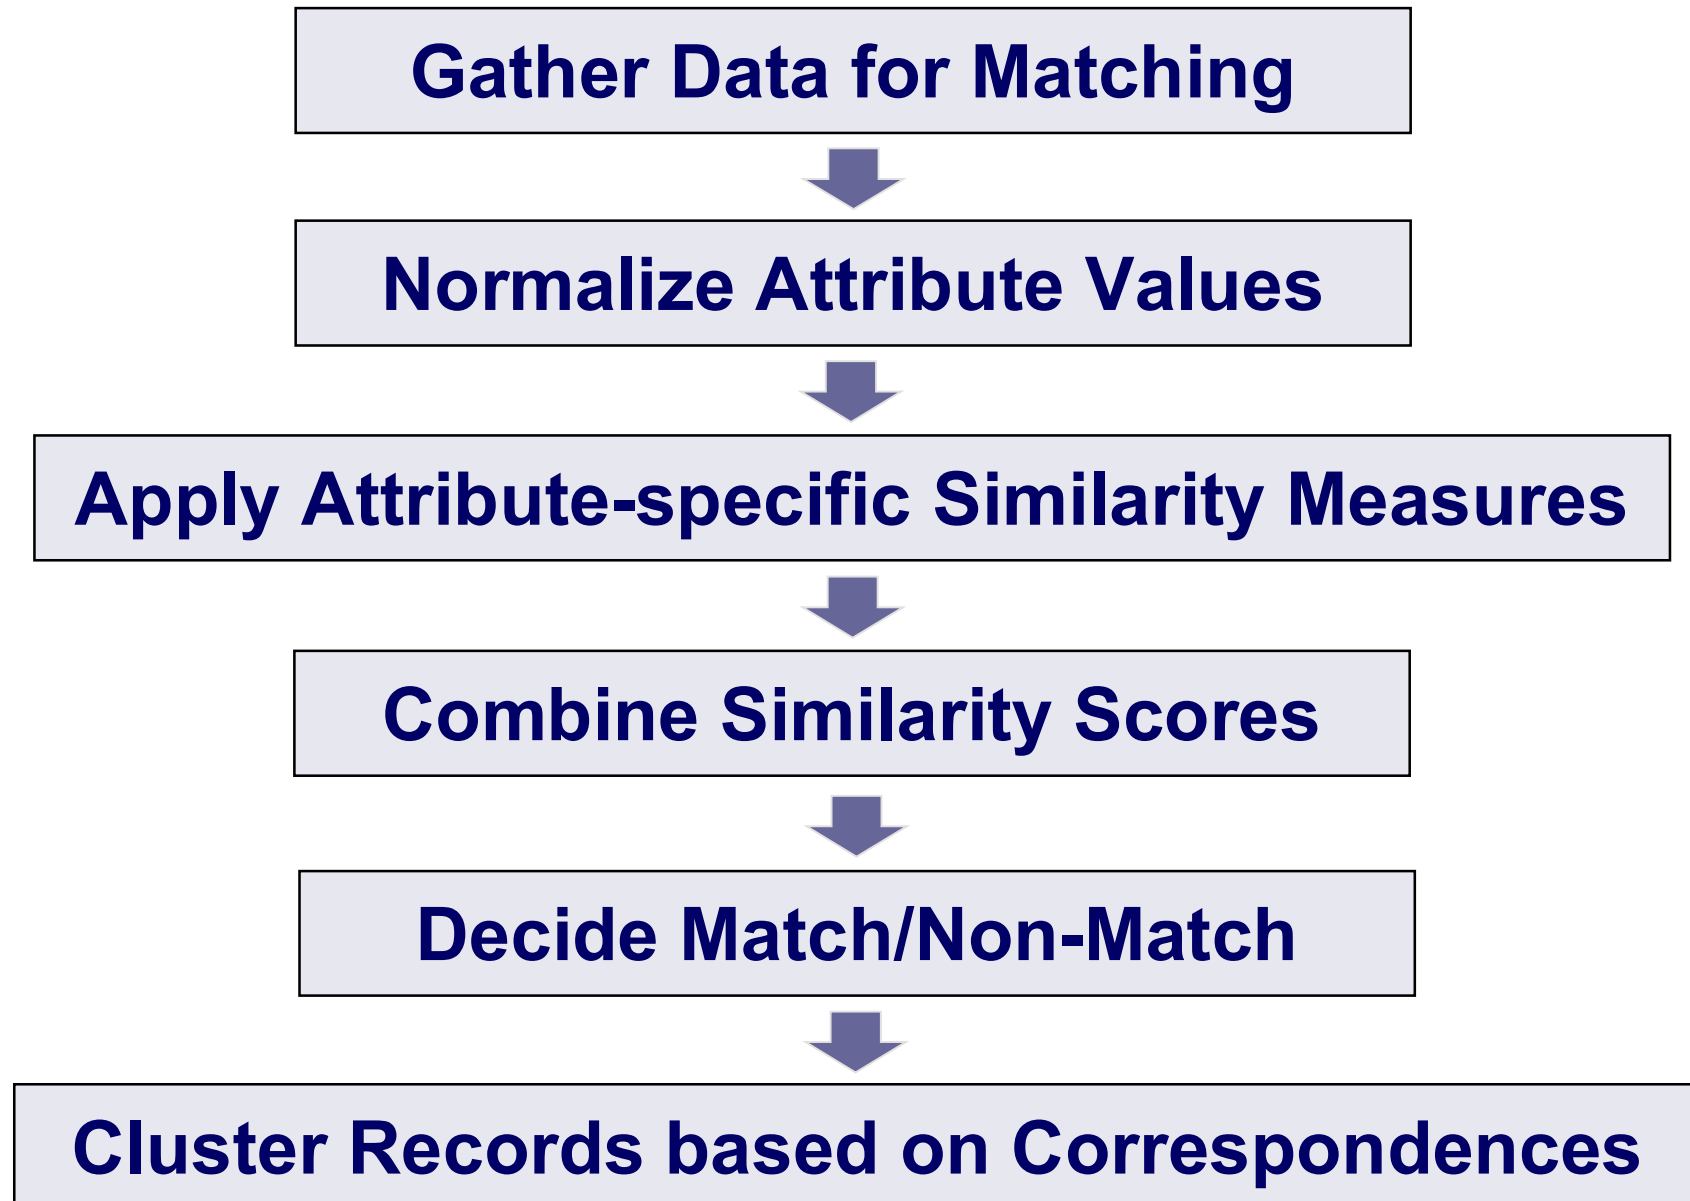 Gather Data for Matching
Normalize Attribute Values
Apply Attribute-specific Similarity Measures
Combine Similarity Scores
Decide Match/Non-Match
Cluster Records based on Correspondences